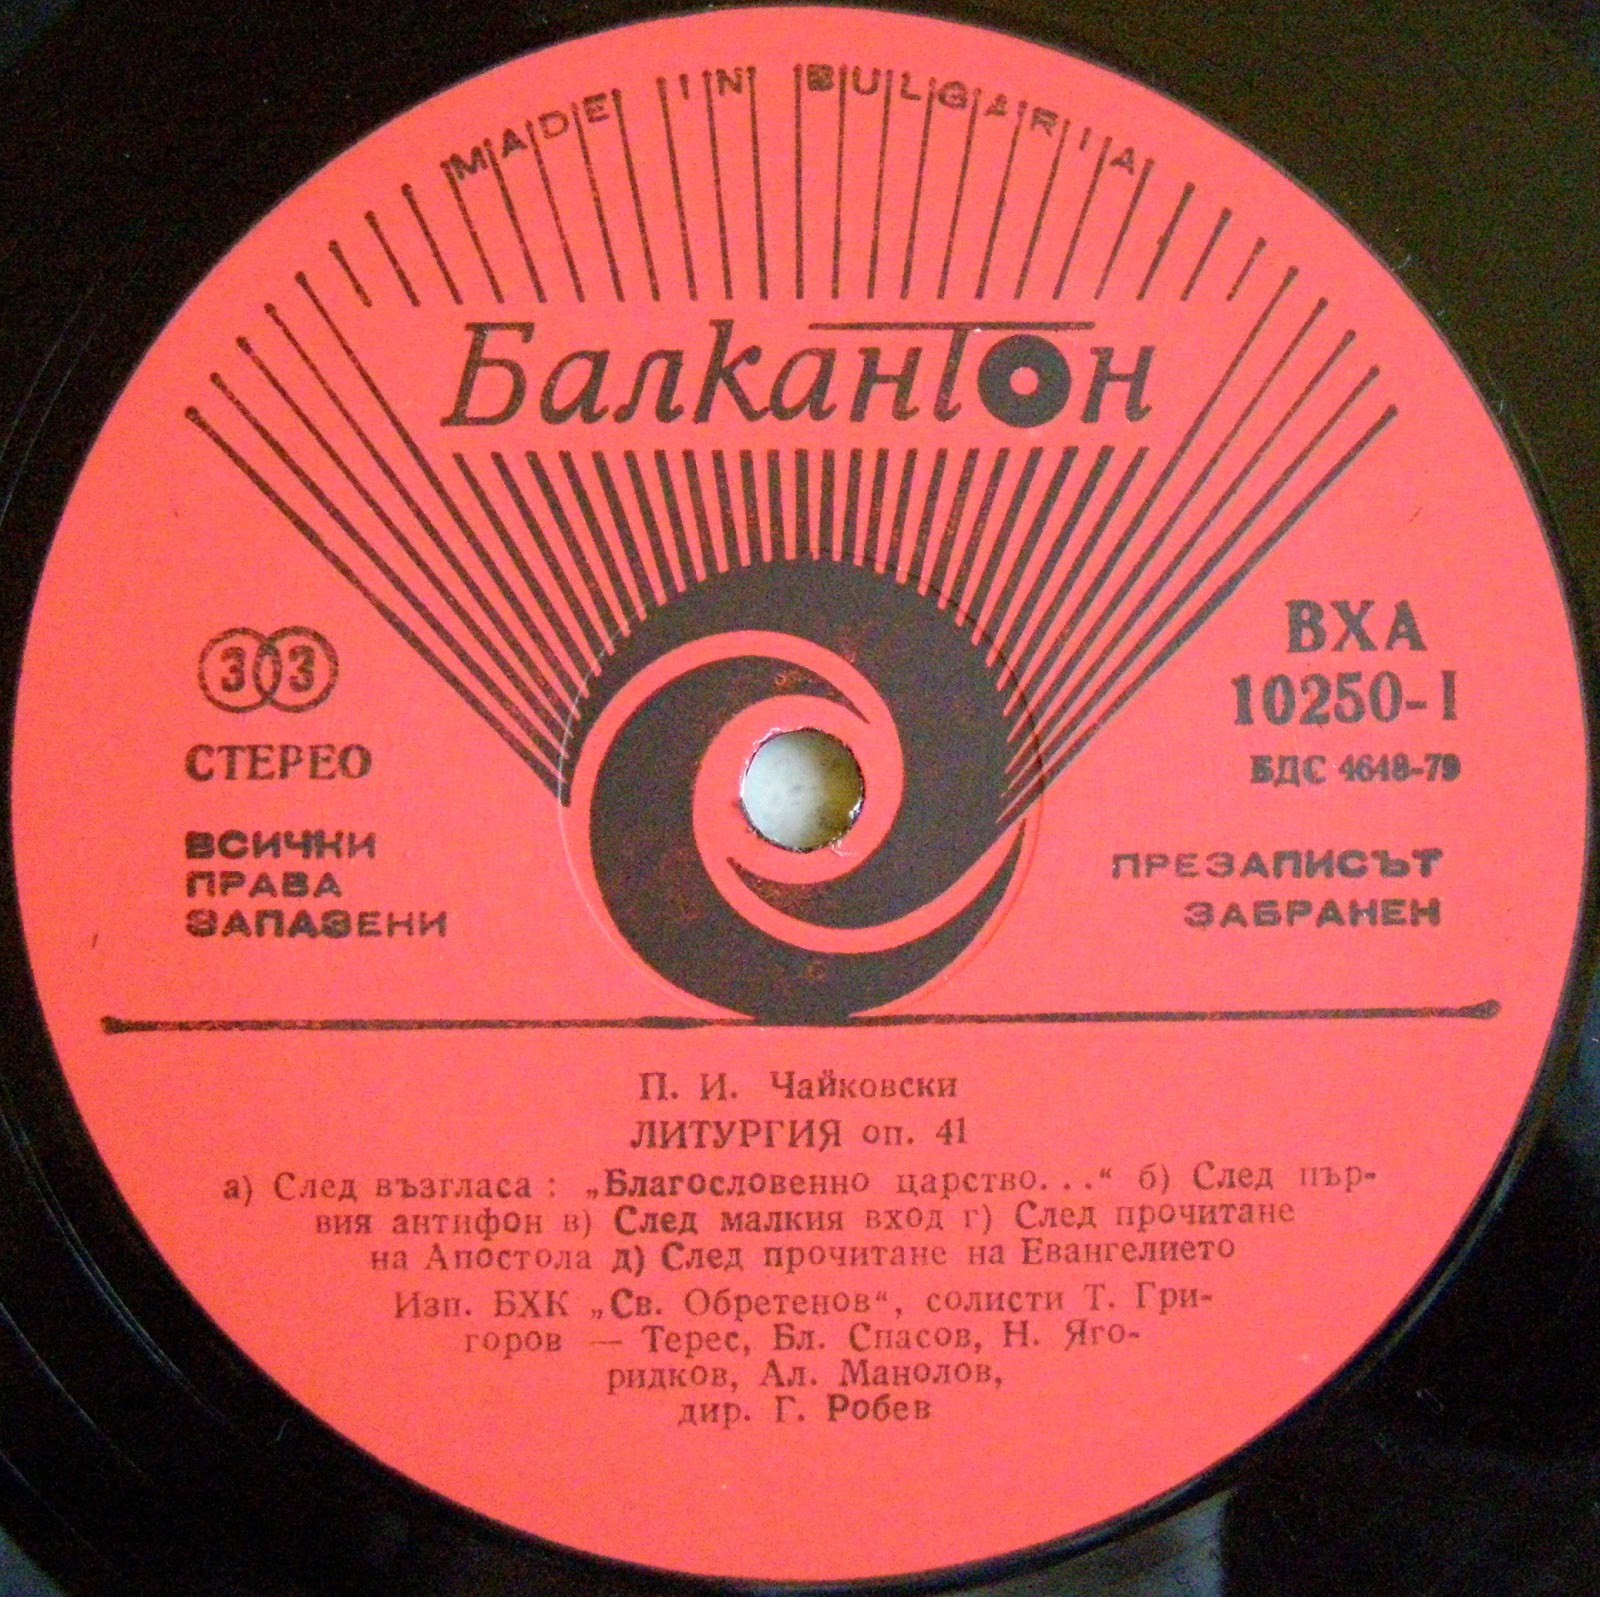 MADE IN BULGARIA
Балкантон
33
СТЕРЕО
ВСИЧКИ
ПРАВА
ЗАПАЗЕНИ
ВХА
10250-I
БДС 4648-79
ПРЕЗАПИСЪТ
ЗАБРАНЕН
П. И. Чайковски
ЛИТУРГИЯ оп. 41
а) След възгласа : „Благословенно царство...“ б) След пър-
вия антифон в) След малкия вход г) След прочитане
на Апостола д) След прочитане на Евангелието
Изп. БХК „Св. Обретенов“, солисти Т. Гри-
горов — Терес, Бл. Спасов, Н. Яго-
ридков, Ал. Манолов,
дир. Г. Робев